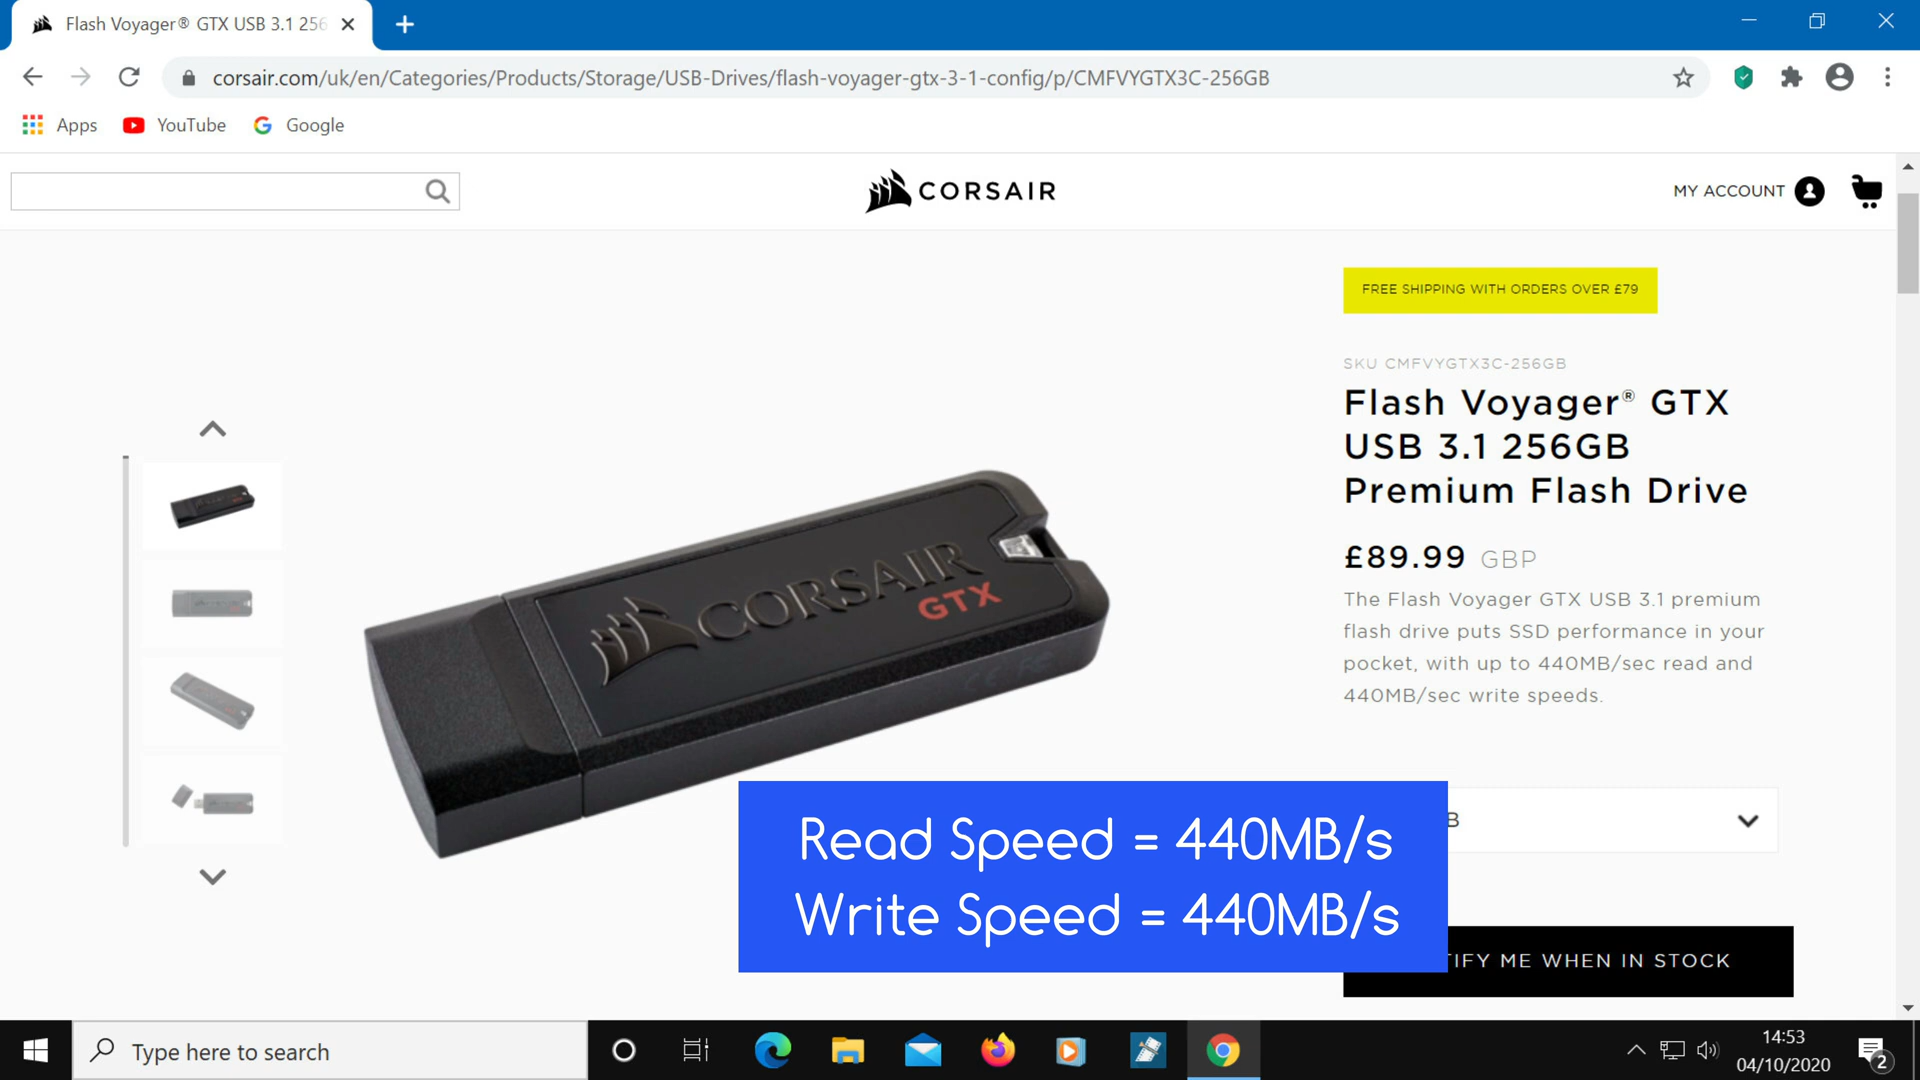 Flash Voyager® GTX USB 3.1 256
corsair.com/uk/en/Categories/Products/Storage/USB-Drives/flash-voyager-gtx-3-1-config/p/CMFVYGTX3C-256GB
Apps YouTube Google
CORSAIR
MY ACCOUNT
FREE SHIPPING WITH ORDERS OVER £79
SKU CMFVYGTX3C-256GB
Flash Voyager® GTX
USB 3.1 256GB
Premium Flash Drive
£89.99 GBP
The Flash Voyager GTX USB 3.1 premium
flash drive puts SSD performance in your
pocket, with up to 440MB/sec read and
440MB/sec write speeds.
CORSAIR
GTX
CE FC
B
Read Speed = 440MB/s
Write Speed = 440MB/s
TIFY ME WHEN IN STOCK
Type here to search
14:53
04/10/2020
2